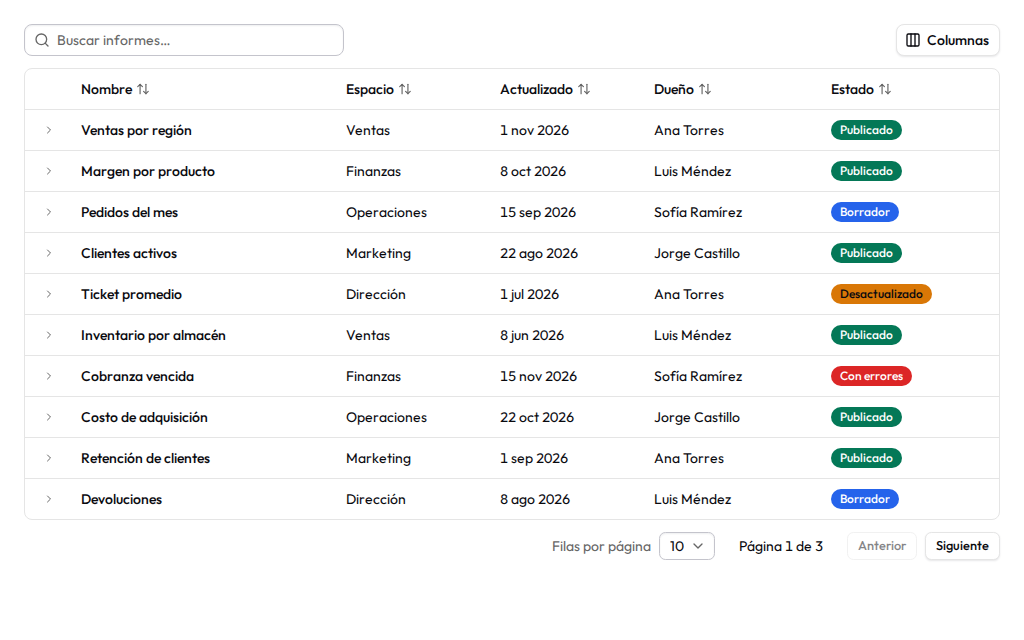 Buscar informes...
Columnas
Nombre Espacio Actualizado Dueño Estado
Ventas por región Ventas 1 nov 2026 Ana Torres Publicado
Margen por producto Finanzas 8 oct 2026 Luis Méndez Publicado
Pedidos del mes Operaciones 15 sep 2026 Sofía Ramírez Borrador
Clientes activos Marketing 22 ago 2026 Jorge Castillo Publicado
Ticket promedio Dirección 1 jul 2026 Ana Torres Desactualizado
Inventario por almacén Ventas 8 jun 2026 Luis Méndez Publicado
Cobranza vencida Finanzas 15 nov 2026 Sofía Ramírez Con errores
Costo de adquisición Operaciones 22 oct 2026 Jorge Castillo Publicado
Retención de clientes Marketing 1 sep 2026 Ana Torres Publicado
Devoluciones Dirección 8 ago 2026 Luis Méndez Borrador
Filas por página 10 Página 1 de 3 Anterior Siguiente